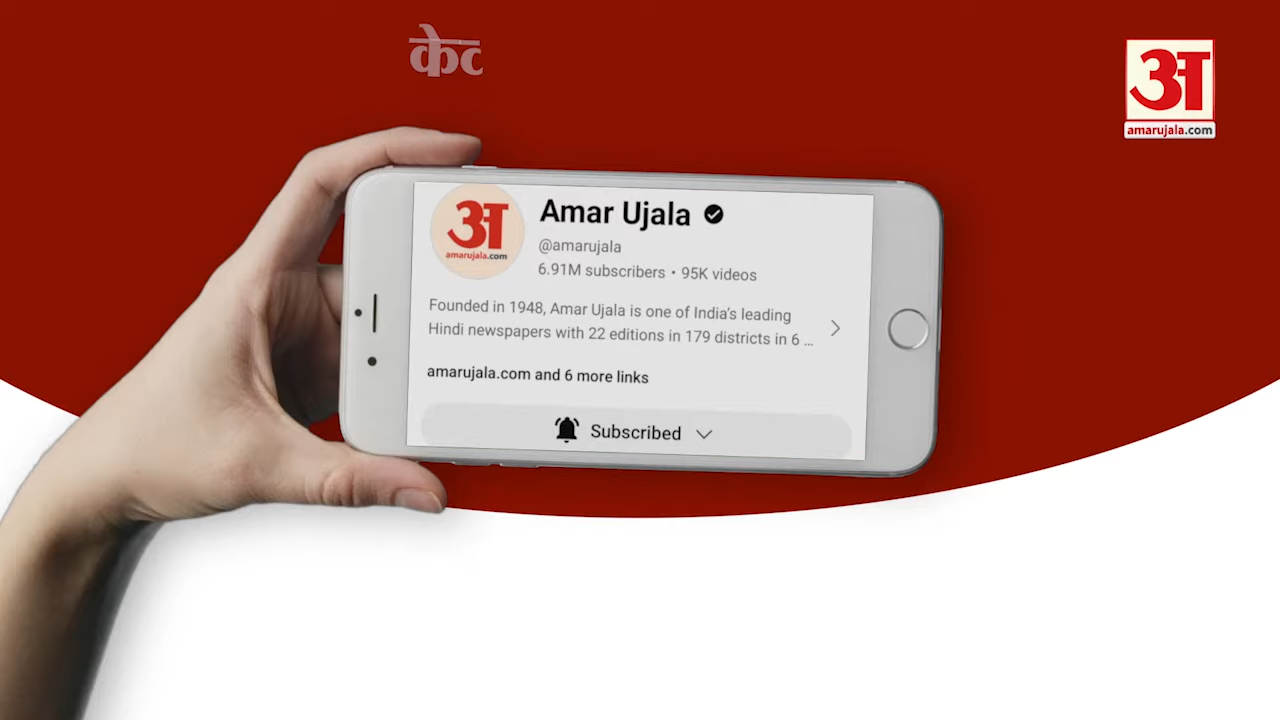 amarujala.com
amarujala.com
Amar Ujala
@amarujala
6.91M subscribers • 95K videos
Founded in 1948, Amar Ujala is one of India's leading
Hindi newspapers with 22 editions in 179 districts in 6 ...
amarujala.com and 6 more links
Subscribed